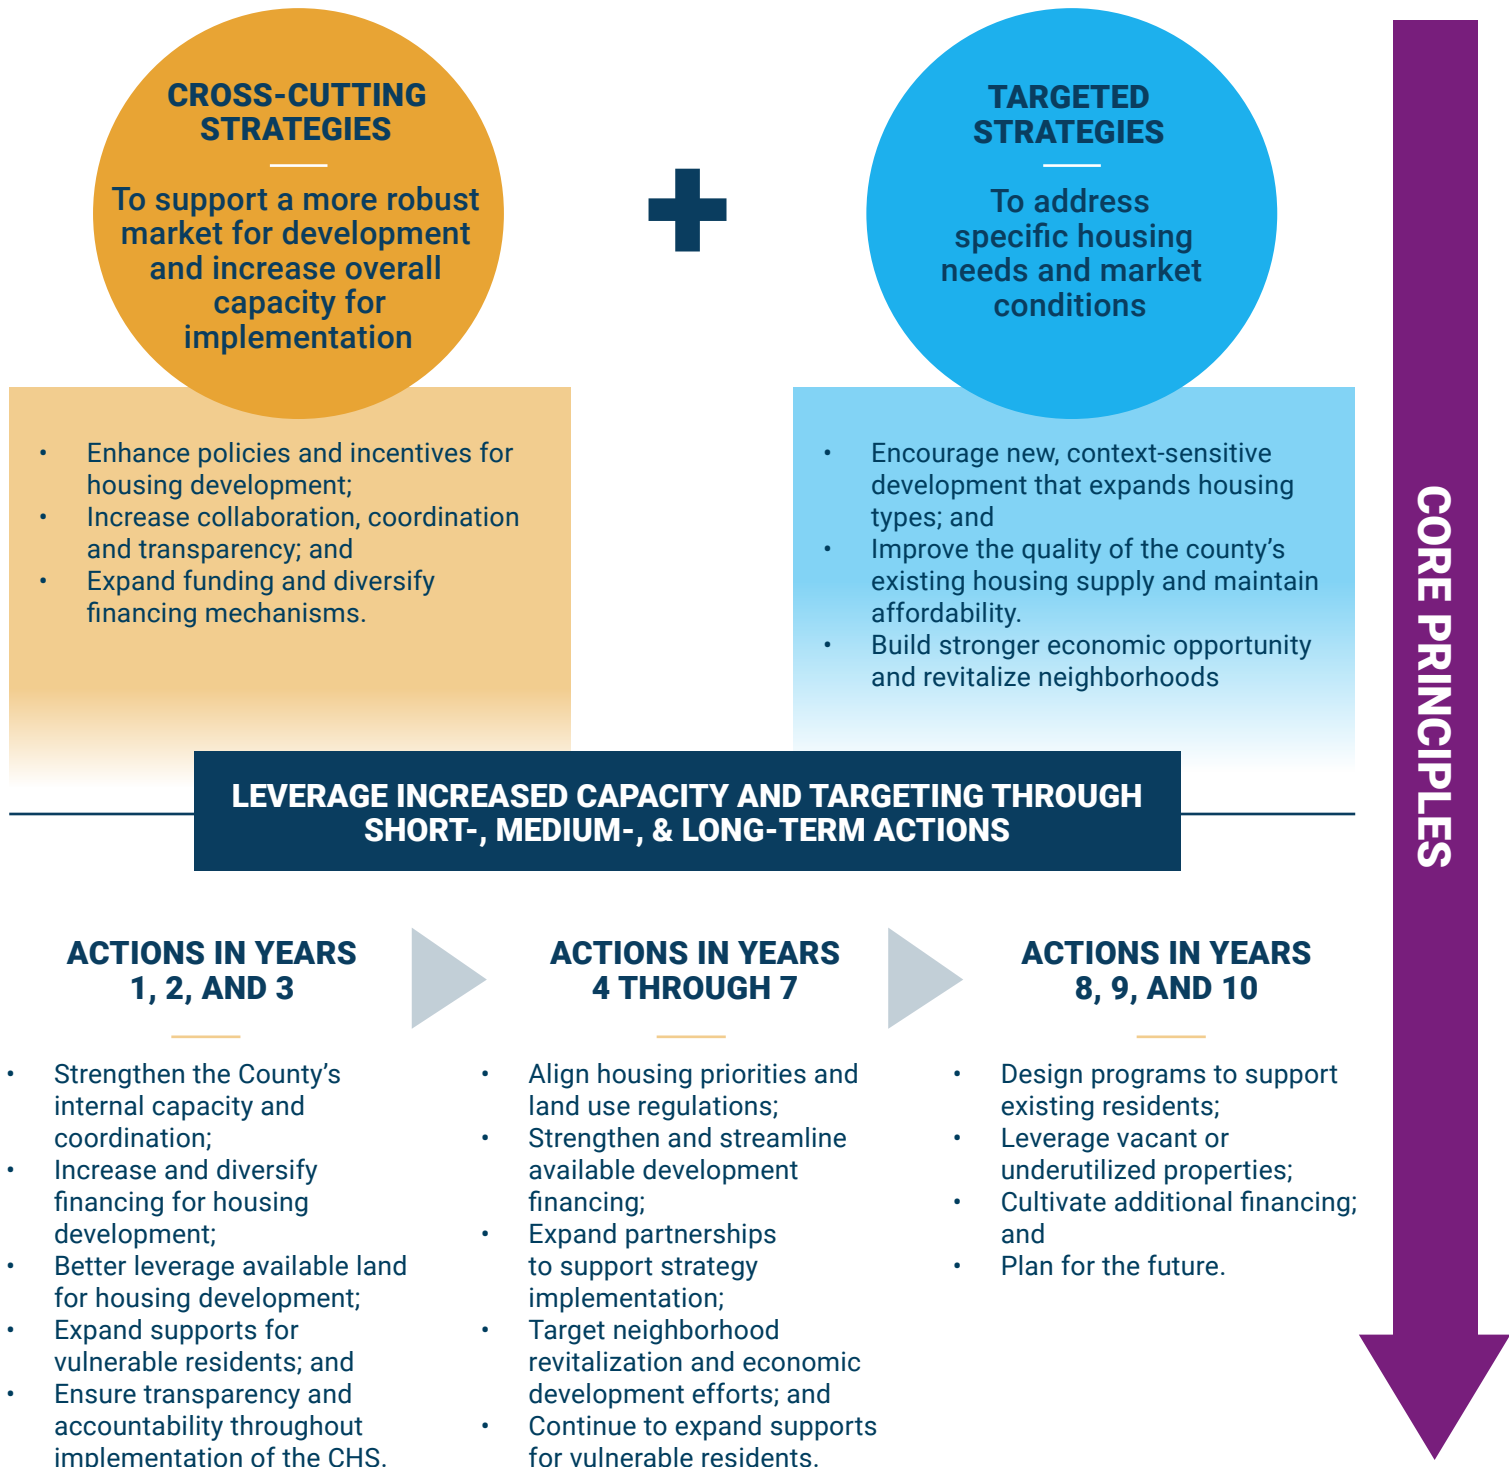 CROSS-CUTTING
STRATEGIES
To support a more robust
market for development
and increase overall
capacity for
implementation
TARGETED
STRATEGIES
To address
specific housing
needs and market
conditions
• Enhance policies and incentives for
housing development;
• Increase collaboration, coordination
and transparency; and
• Expand funding and diversify
financing mechanisms.
• Encourage new, context-sensitive
development that expands housing
types; and
• Improve the quality of the county's
existing housing supply and maintain
affordability.
• Build stronger economic opportunity
and revitalize neighborhoods
CORE PRINCIPLES
LEVERAGE INCREASED CAPACITY AND TARGETING THROUGH
SHORT-, MEDIUM-, & LONG-TERM ACTIONS
ACTIONS IN YEARS
1, 2, AND 3
• Strengthen the County's
internal capacity and
coordination;
• Increase and diversify
financing for housing
development;
• Better leverage available land
for housing development;
• Expand supports for
vulnerable residents; and
• Ensure transparency and
accountability throughout
implementation of the CHS.
ACTIONS IN YEARS
4 THROUGH 7
• Align housing priorities and
land use regulations;
• Strengthen and streamline
available development
financing;
• Expand partnerships
to support strategy
implementation;
• Target neighborhood
revitalization and economic
development efforts; and
• Continue to expand supports
for vulnerable residents.
ACTIONS IN YEARS
8, 9, AND 10
• Design programs to support
existing residents;
• Leverage vacant or
underutilized properties;
• Cultivate additional financing;
and
• Plan for the future.